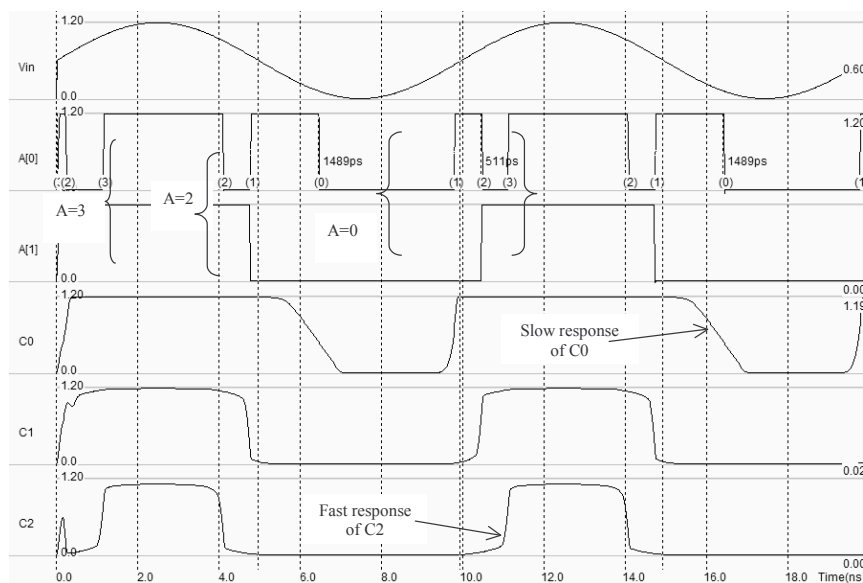 1.20
Vin
0.60
0.0
1.20
1.20
A[0]
1489ps
511ps
1489ps
(2)
(3)
(2)
(1)
(0)
(1)
(2)
(3)
(2)
(1)
(0)
(1
A=3
A=2
A=0
A[1]
0.0
0.00
1.20
1.19
C0
Slow response
of C0
0.0
1.20
C1
0.0
0.02
1.20
C2
Fast response
of C2
0.0
0.00
0.0 2.0 4.0 6.0 8.0 10.0 12.0 14.0 16.0 18.0 Time(ns